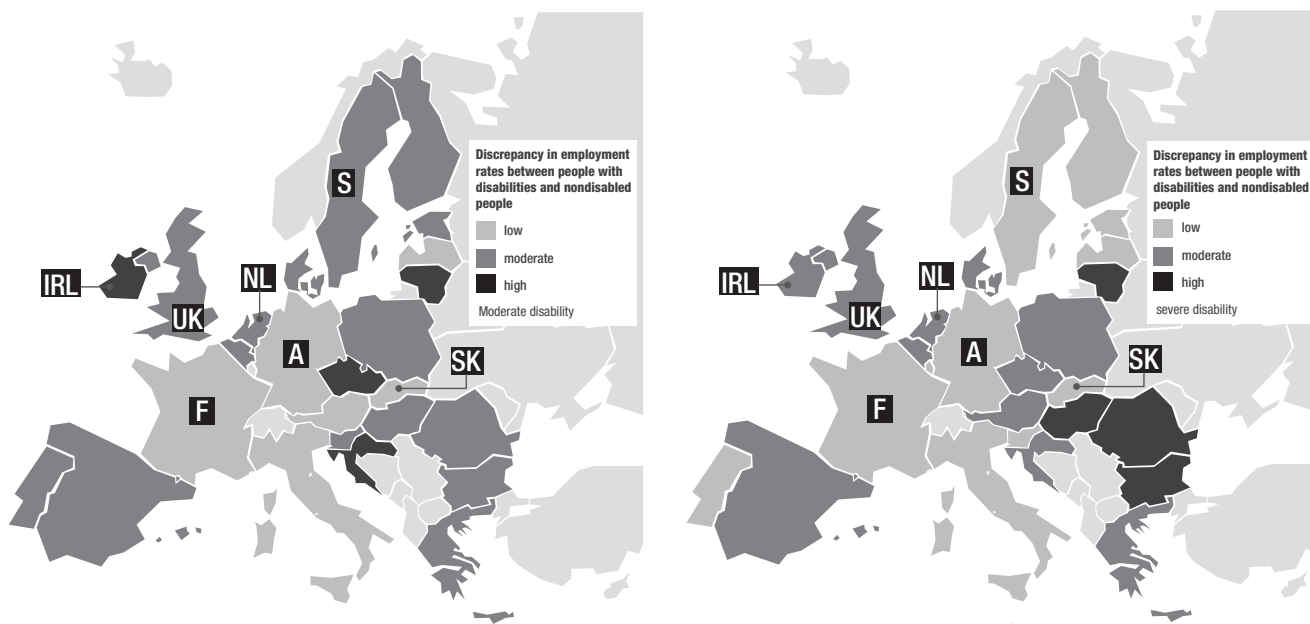 S
Discrepancy in employment
rates between people with
disabilities and nondisabled
people
low
moderate
high
Moderate disability
IRL
NL
UK
A
SK
F
S
Discrepancy in employment
rates between people with
disabilities and nondisabled
people
low
moderate
high
severe disability
IRL
NL
UK
A
SK
F